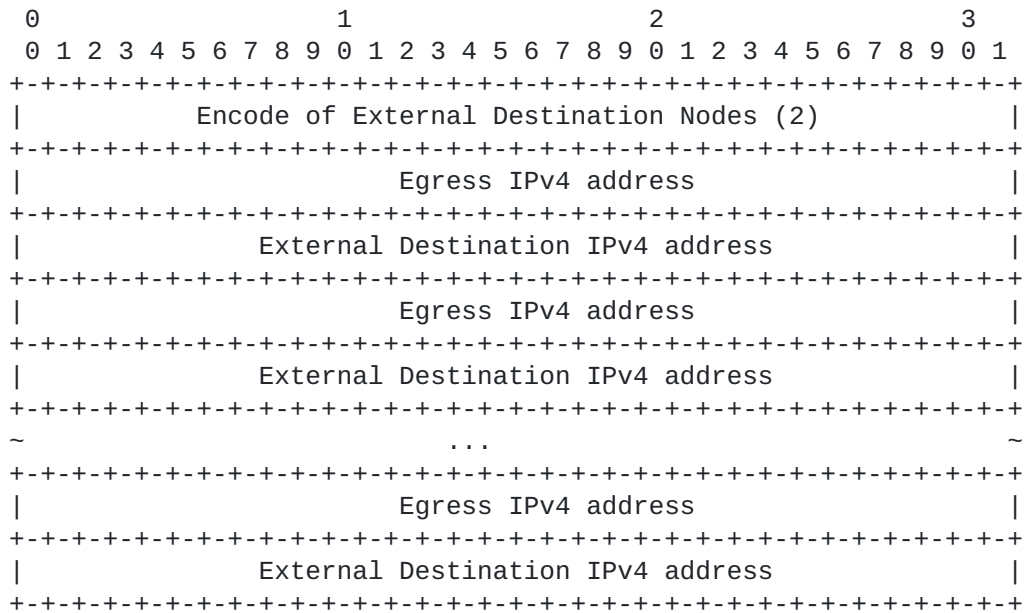 0                   1                   2                   3
 0 1 2 3 4 5 6 7 8 9 0 1 2 3 4 5 6 7 8 9 0 1 2 3 4 5 6 7 8 9 0 1
+-+-+-+-+-+-+-+-+-+-+-+-+-+-+-+-+-+-+-+-+-+-+-+-+-+-+-+-+-+-+-+-+
|           Encode of External Destination Nodes (2)            |
+-+-+-+-+-+-+-+-+-+-+-+-+-+-+-+-+-+-+-+-+-+-+-+-+-+-+-+-+-+-+-+-+
|                        Egress IPv4 address                    |
+-+-+-+-+-+-+-+-+-+-+-+-+-+-+-+-+-+-+-+-+-+-+-+-+-+-+-+-+-+-+-+-+
|               External Destination IPv4 address               |
+-+-+-+-+-+-+-+-+-+-+-+-+-+-+-+-+-+-+-+-+-+-+-+-+-+-+-+-+-+-+-+-+
|                        Egress IPv4 address                    |
+-+-+-+-+-+-+-+-+-+-+-+-+-+-+-+-+-+-+-+-+-+-+-+-+-+-+-+-+-+-+-+-+
|               External Destination IPv4 address               |
+-+-+-+-+-+-+-+-+-+-+-+-+-+-+-+-+-+-+-+-+-+-+-+-+-+-+-+-+-+-+-+-+
~                           ...                                 ~
+-+-+-+-+-+-+-+-+-+-+-+-+-+-+-+-+-+-+-+-+-+-+-+-+-+-+-+-+-+-+-+-+
|                        Egress IPv4 address                    |
+-+-+-+-+-+-+-+-+-+-+-+-+-+-+-+-+-+-+-+-+-+-+-+-+-+-+-+-+-+-+-+-+
|               External Destination IPv4 address               |
+-+-+-+-+-+-+-+-+-+-+-+-+-+-+-+-+-+-+-+-+-+-+-+-+-+-+-+-+-+-+-+-+